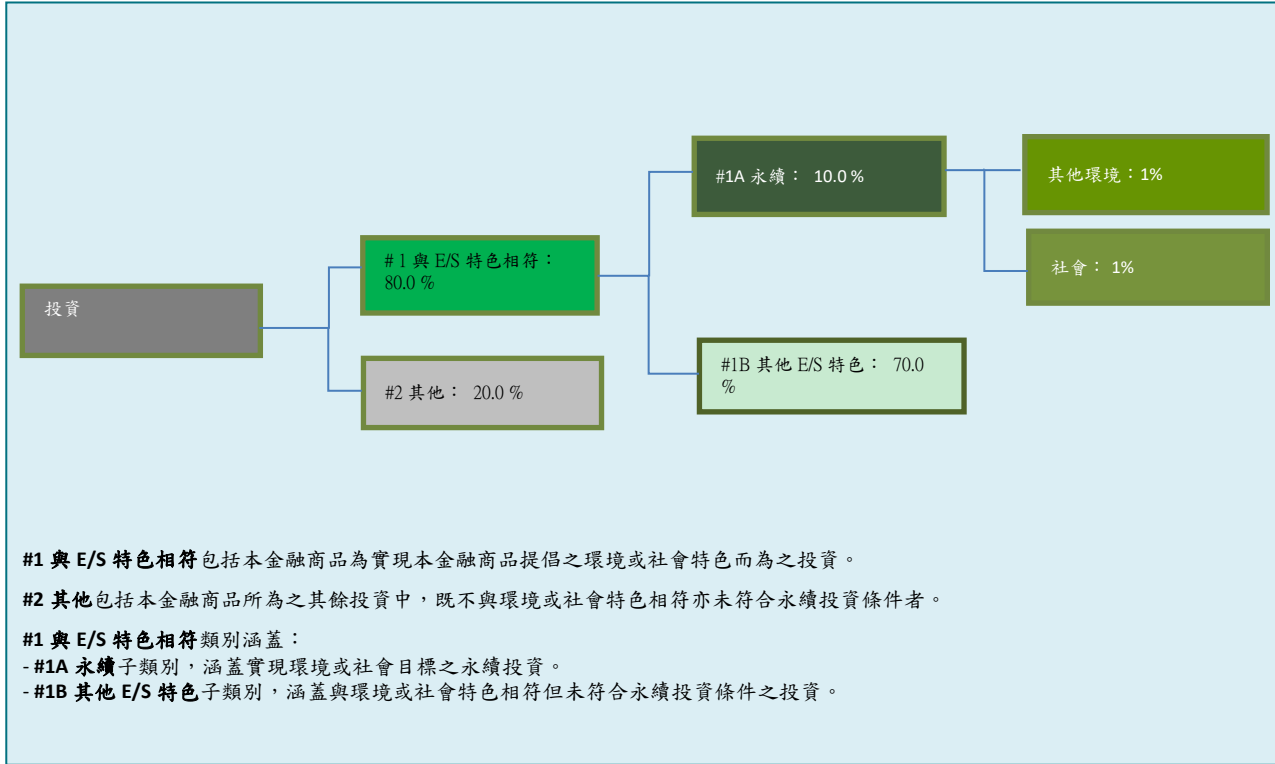 投資
# 1 與 E/S 特色相符：
80.0 %
#2 其他： 20.0 %
#1A 永續： 10.0 %
#1B 其他 E/S 特色： 70.0
%
其他環境：1%
社會： 1%
#1 與 E/S 特色相符包括本金融商品為實現本金融商品提倡之環境或社會特色而為之投資。
#2 其他包括本金融商品所為之其餘投資中，既不與環境或社會特色相符亦未符合永續投資條件者。
#1 與 E/S 特色相符類別涵蓋：
- #1A 永續子類別，涵蓋實現環境或社會目標之永續投資。
- #1B 其他 E/S 特色子類別，涵蓋與環境或社會特色相符但未符合永續投資條件之投資。